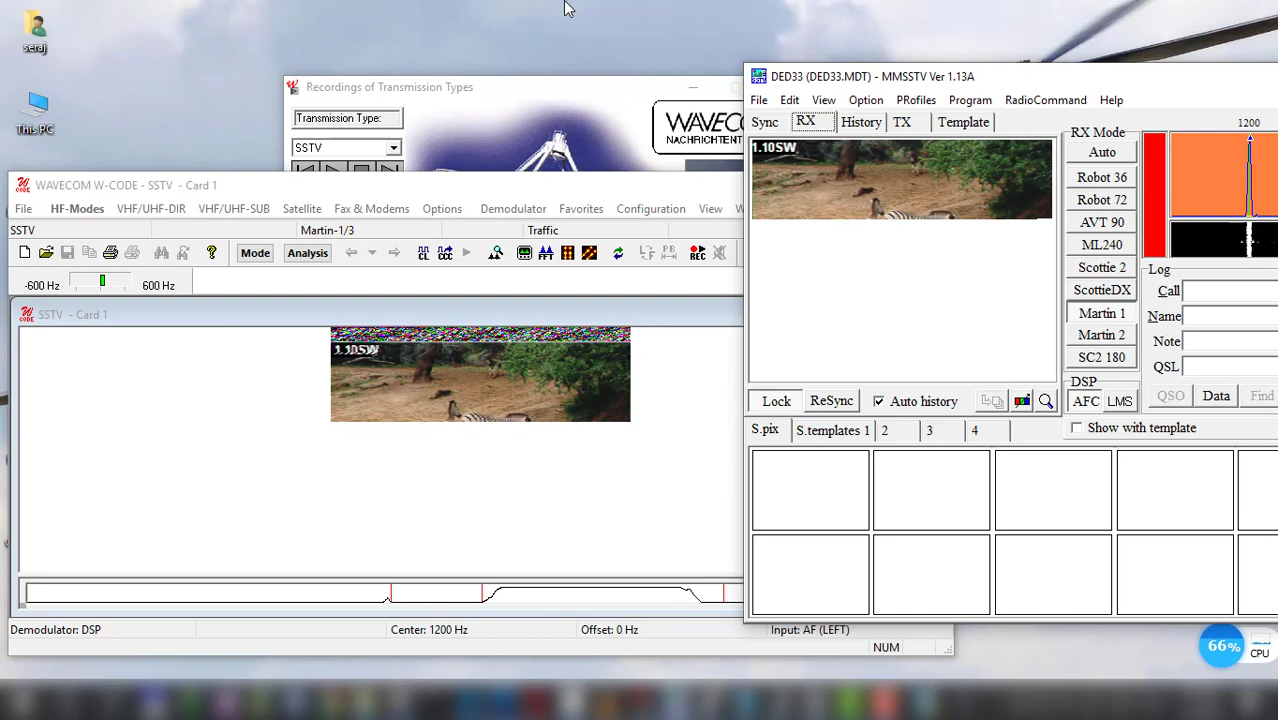 seraj
This PC
Recordings of Transmission Types
Transmission Type:
SSTV
NACHRICHTENT
WAVECOM W-CODE - SSTV - Card 1
File HF-Modes VHF/UHF-DIR VHF/UHF-SUB Satellite Fax & Modems Options Demodulator Favorites Configuration View W
SSTV Martin-1/3 Traffic
Mode Analysis CL CCC REC
-600 Hz 600 Hz
SSTV - Card 1
1.10SW
Demodulator: DSP Center: 1200 Hz Offset: 0 Hz Input: AF (LEFT)
NUM
DED33 (DED33.MDT) - MMSSTV Ver 1.13A
File Edit View Option PRofiles Program RadioCommand Help
Sync RX History TX Template
1.10SW
RX Mode
Auto
Robot 36
Robot 72
AVT 90
ML240
Scottie 2
ScottieDX
Martin 1
Martin 2
SC2 180
DSP
AFC LMS
1200
Log
Call
Name
Note
QSL
QSO Data Find
Lock ReSync Auto history
S.pix S.templates 1 2 3 4
Show with template
66%
CPU